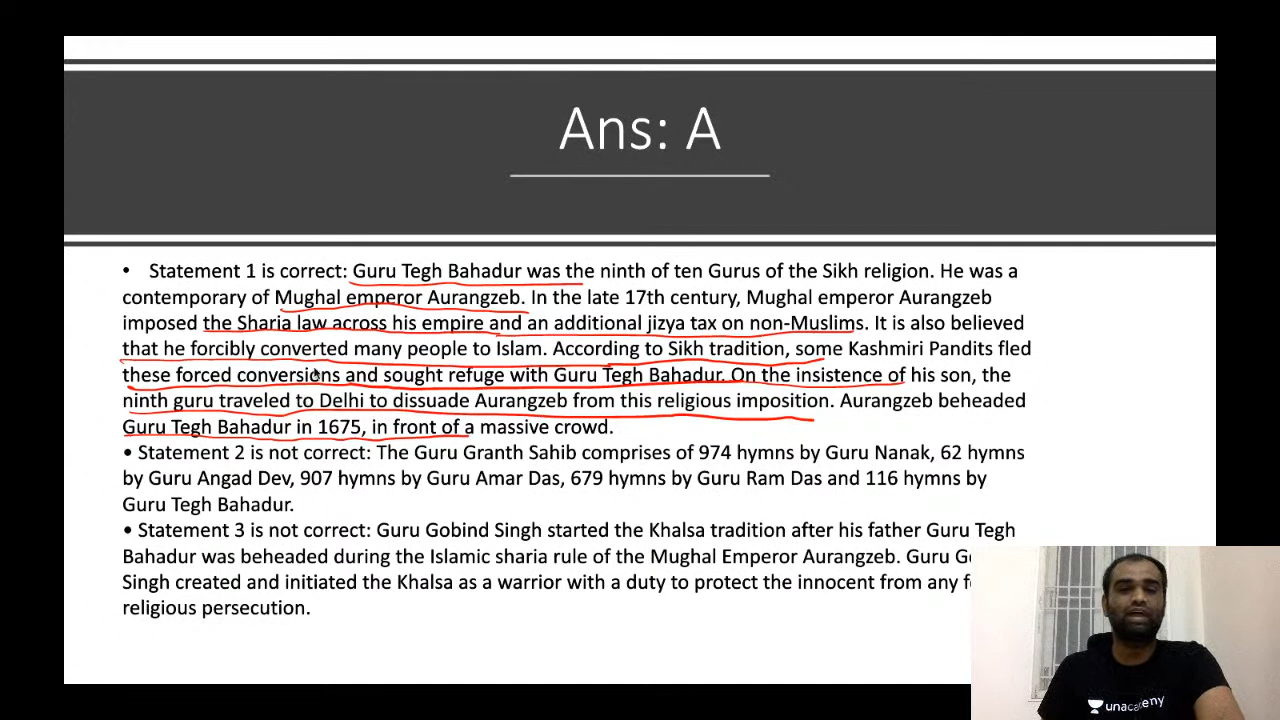 Ans: A
• Statement 1 is correct: Guru Tegh Bahadur was the ninth of ten Gurus of the Sikh religion. He was a
contemporary of Mughal emperor Aurangzeb. In the late 17th century, Mughal emperor Aurangzeb
imposed the Sharia law across his empire and an additional jizya tax on non-Muslims. It is also believed
that he forcibly converted many people to Islam. According to Sikh tradition, some Kashmiri Pandits fled
these forced conversions and sought refuge with Guru Tegh Bahadur. On the insistence of his son, the
ninth guru traveled to Delhi to dissuade Aurangzeb from this religious imposition. Aurangzeb beheaded
Guru Tegh Bahadur in 1675, in front of a massive crowd.
• Statement 2 is not correct: The Guru Granth Sahib comprises of 974 hymns by Guru Nanak, 62 hymns
by Guru Angad Dev, 907 hymns by Guru Amar Das, 679 hymns by Guru Ram Das and 116 hymns by
Guru Tegh Bahadur.
• Statement 3 is not correct: Guru Gobind Singh started the Khalsa tradition after his father Guru Tegh
Bahadur was beheaded during the Islamic sharia rule of the Mughal Emperor Aurangzeb. Guru
Singh created and initiated the Khalsa as a warrior with a duty to protect the innocent from any
religious persecution.
unacademy